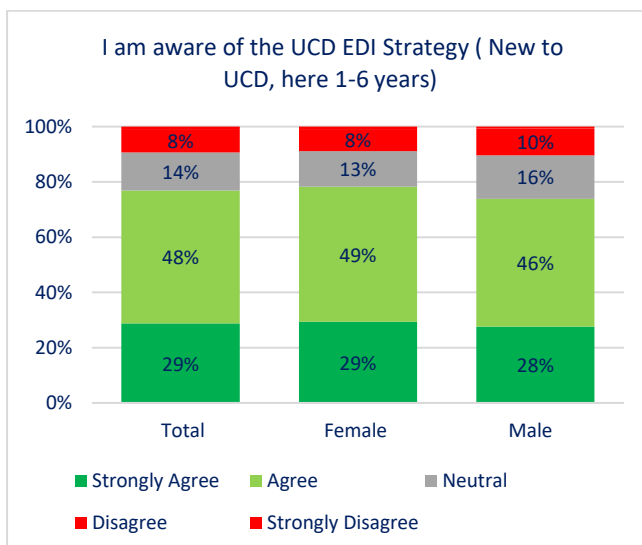 I am aware of the UCD EDI Strategy ( New to
UCD, here 1-6 years)
100%
80%
60%
40%
20%
0%
8%
8%
10%
14%
13%
16%
48%
49%
46%
29%
29%
28%
Total
Female
Male
Strongly Agree
Agree
Neutral
Disagree
Strongly Disagree